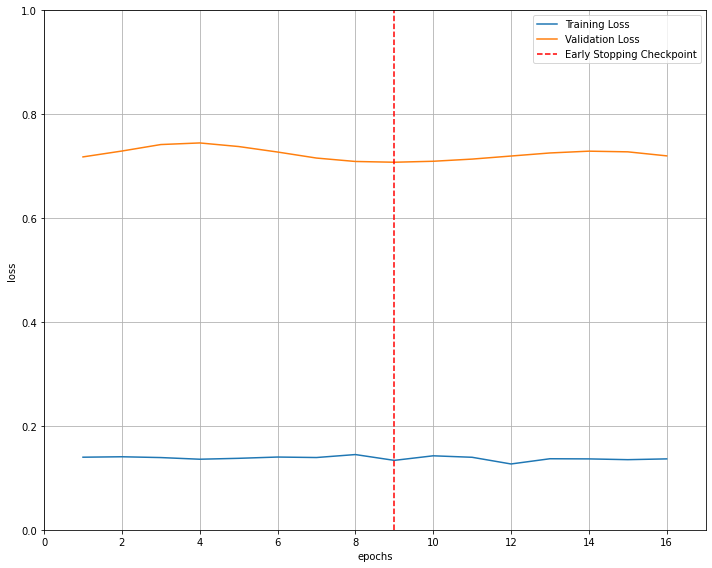 1.0
0.8
0.6
0.4
0.2
0.0
loss
Training Loss
Validation Loss
Early Stopping Checkpoint
0 2 4 6 8 10 12 14 16
epochs